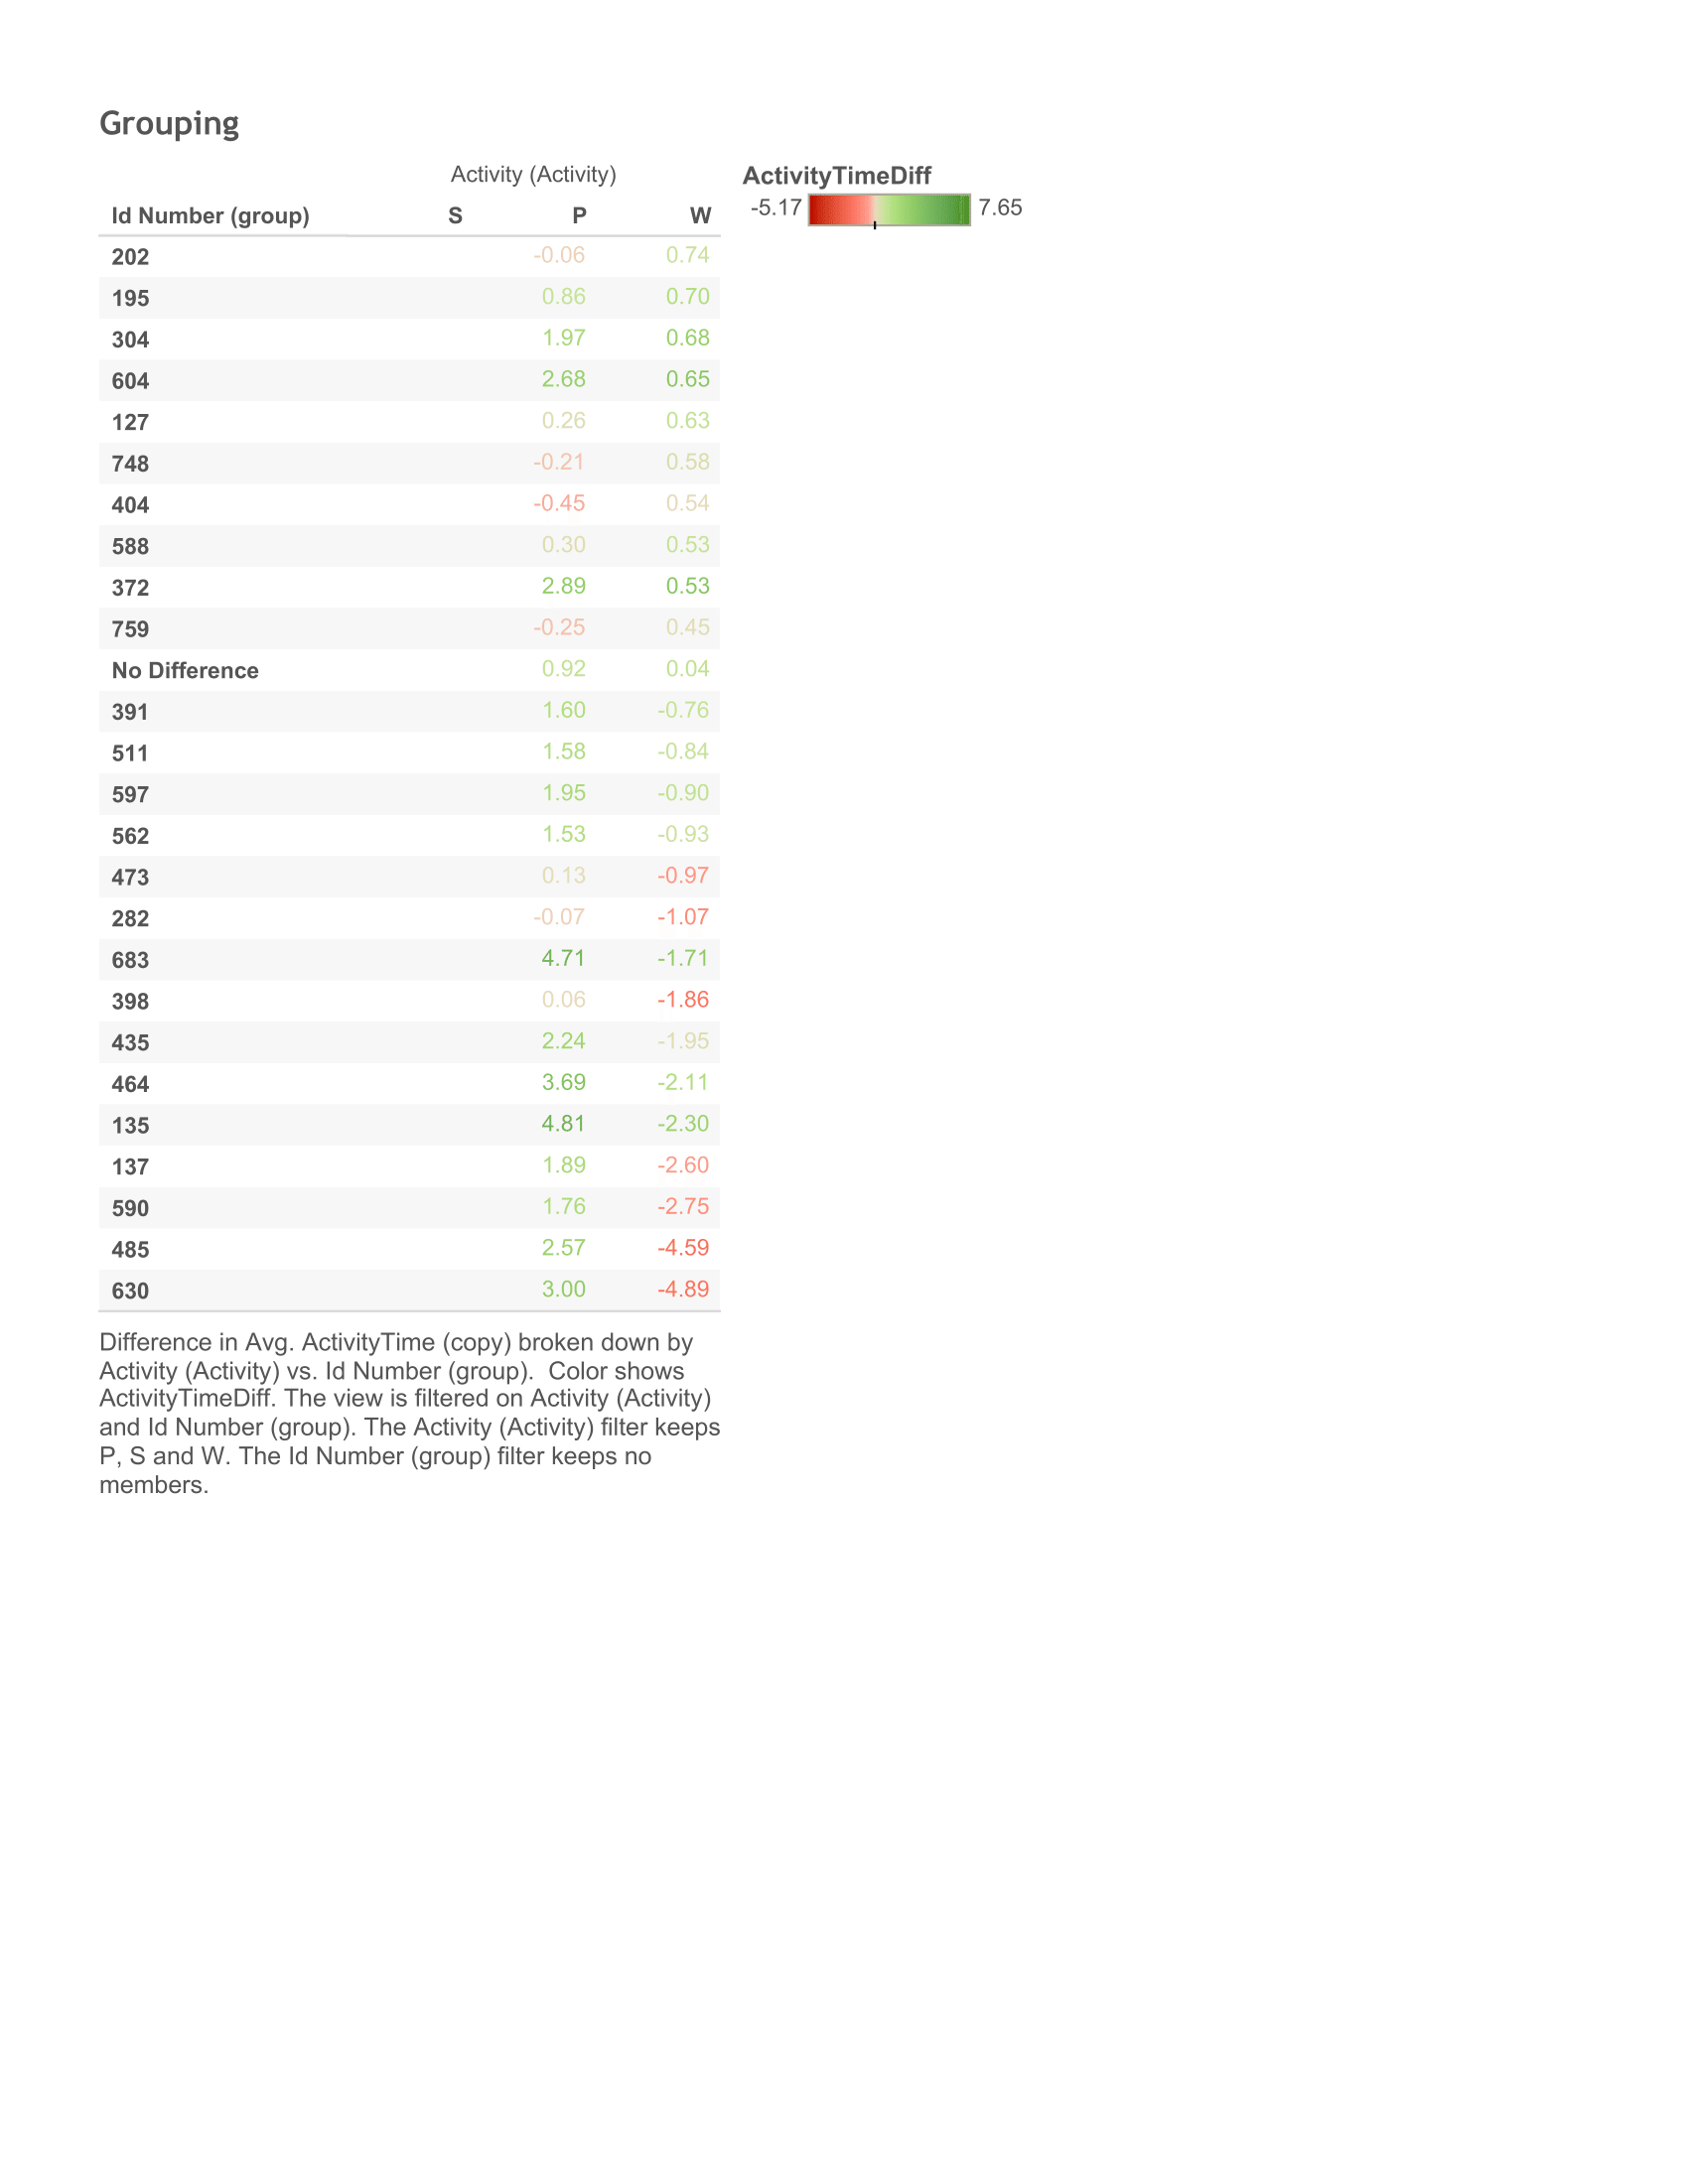 Grouping
Activity (Activity)
ActivityTimeDiff
-5.17 7.65
Id Number (group) S P W
202 -0.06 0.74
195 0.86 0.70
304 1.97 0.68
604 2.68 0.65
127 0.26 0.63
748 -0.21 0.58
404 -0.45 0.54
588 0.30 0.53
372 2.89 0.53
759 -0.25 0.45
No Difference 0.92 0.04
391 1.60 -0.76
511 1.58 -0.84
597 1.95 -0.90
562 1.53 -0.93
473 0.13 -0.97
282 -0.07 -1.07
683 4.71 -1.71
398 0.06 -1.86
435 2.24 -1.95
464 3.69 -2.11
135 4.81 -2.30
137 1.89 -2.60
590 1.76 -2.75
485 2.57 -4.59
630 3.00 -4.89
Difference in Avg. ActivityTime (copy) broken down by
Activity (Activity) vs. Id Number (group).  Color shows
ActivityTimeDiff. The view is filtered on Activity (Activity)
and Id Number (group). The Activity (Activity) filter keeps
P, S and W. The Id Number (group) filter keeps no
members.